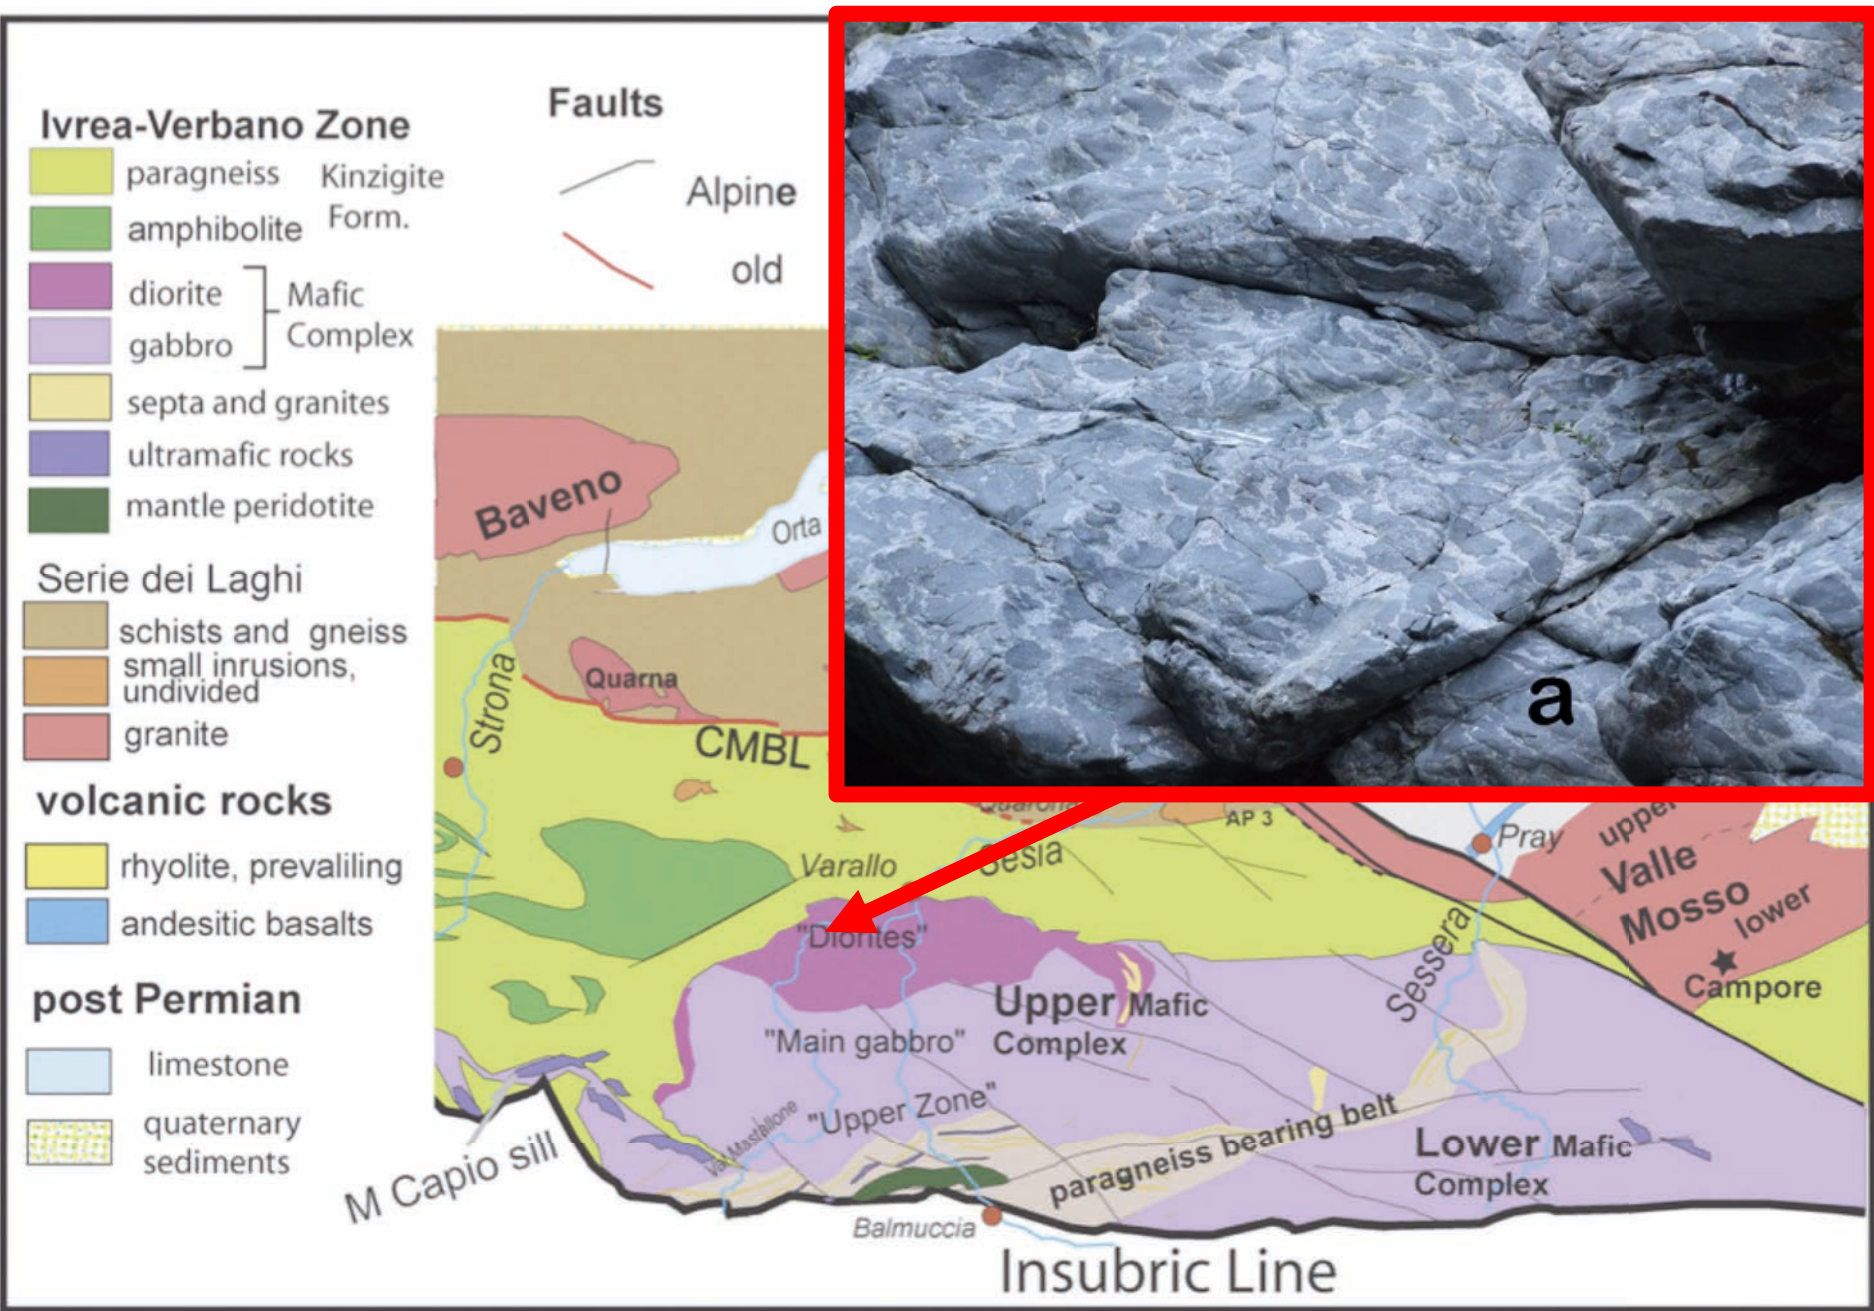 Ivrea-Verbano Zone
paragneiss
Kinzigite
Form.
amphibolite
diorite
gabbro
Mafic
Complex
septa and granites
ultramafic rocks
mantle peridotite
Serie dei Laghi
schists and gneiss
small inrusions,
undivided
granite
volcanic rocks
rhyolite, prevaliling
andesitic basalts
post Permian
limestone
quaternary
sediments
Faults
Alpine
old
a
Baveno
Orta
Strona
Quarna
CMBL
Quarona
AP 3
Varallo
Sesia
Pray
upper
Valle
Mosso
lower
Campore
Sessera
"Diorites"
Upper Mafic
Complex
"Main gabbro"
"Upper Zone"
Val Mastallone
paragneiss bearing belt
Lower Mafic
Complex
M Capio sill
Balmuccia
Insubric Line